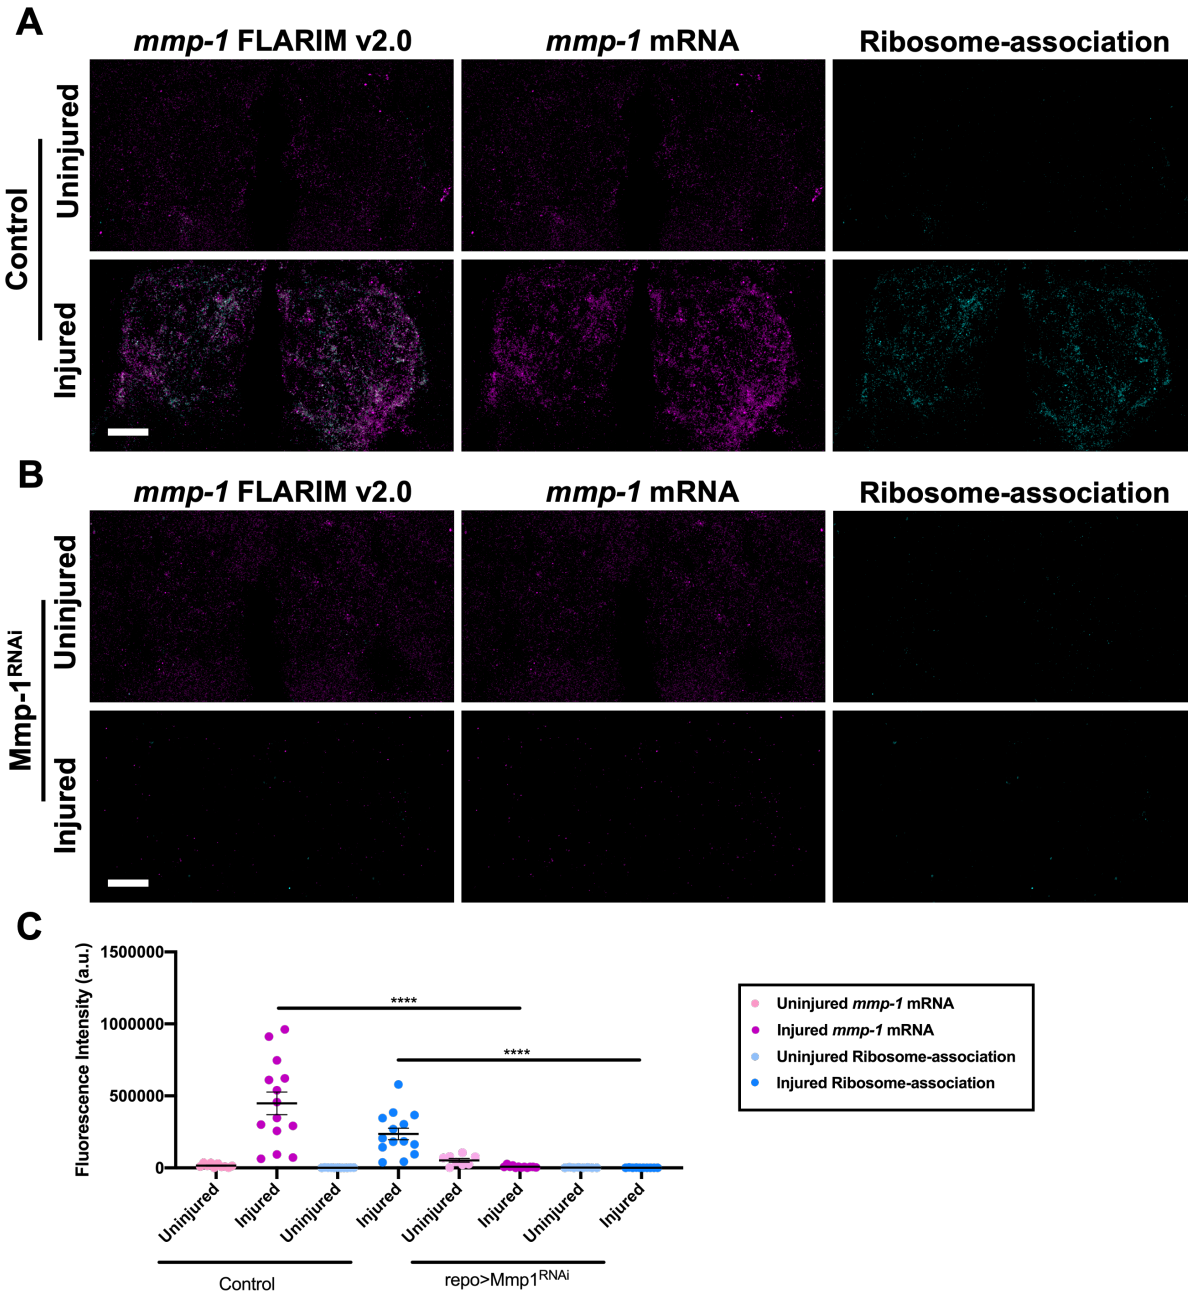 A
mmp-1 FLARIM v2.0
mmp-1 mRNA
Ribosome-association
Control
Uninjured
Injured
B
mmp-1 FLARIM v2.0
mmp-1 mRNA
Ribosome-association
Mmp-1RNAi
Uninjured
Injured
C
Fluorescence Intensity (a.u.)
1500000
1000000
500000
0
****
****
Uninjured
Injured
Uninjured
Injured
Uninjured
Injured
Uninjured
Injured
Control
repo>Mmp1RNAi
Uninjured mmp-1 mRNA
Injured mmp-1 mRNA
Uninjured Ribosome-association
Injured Ribosome-association